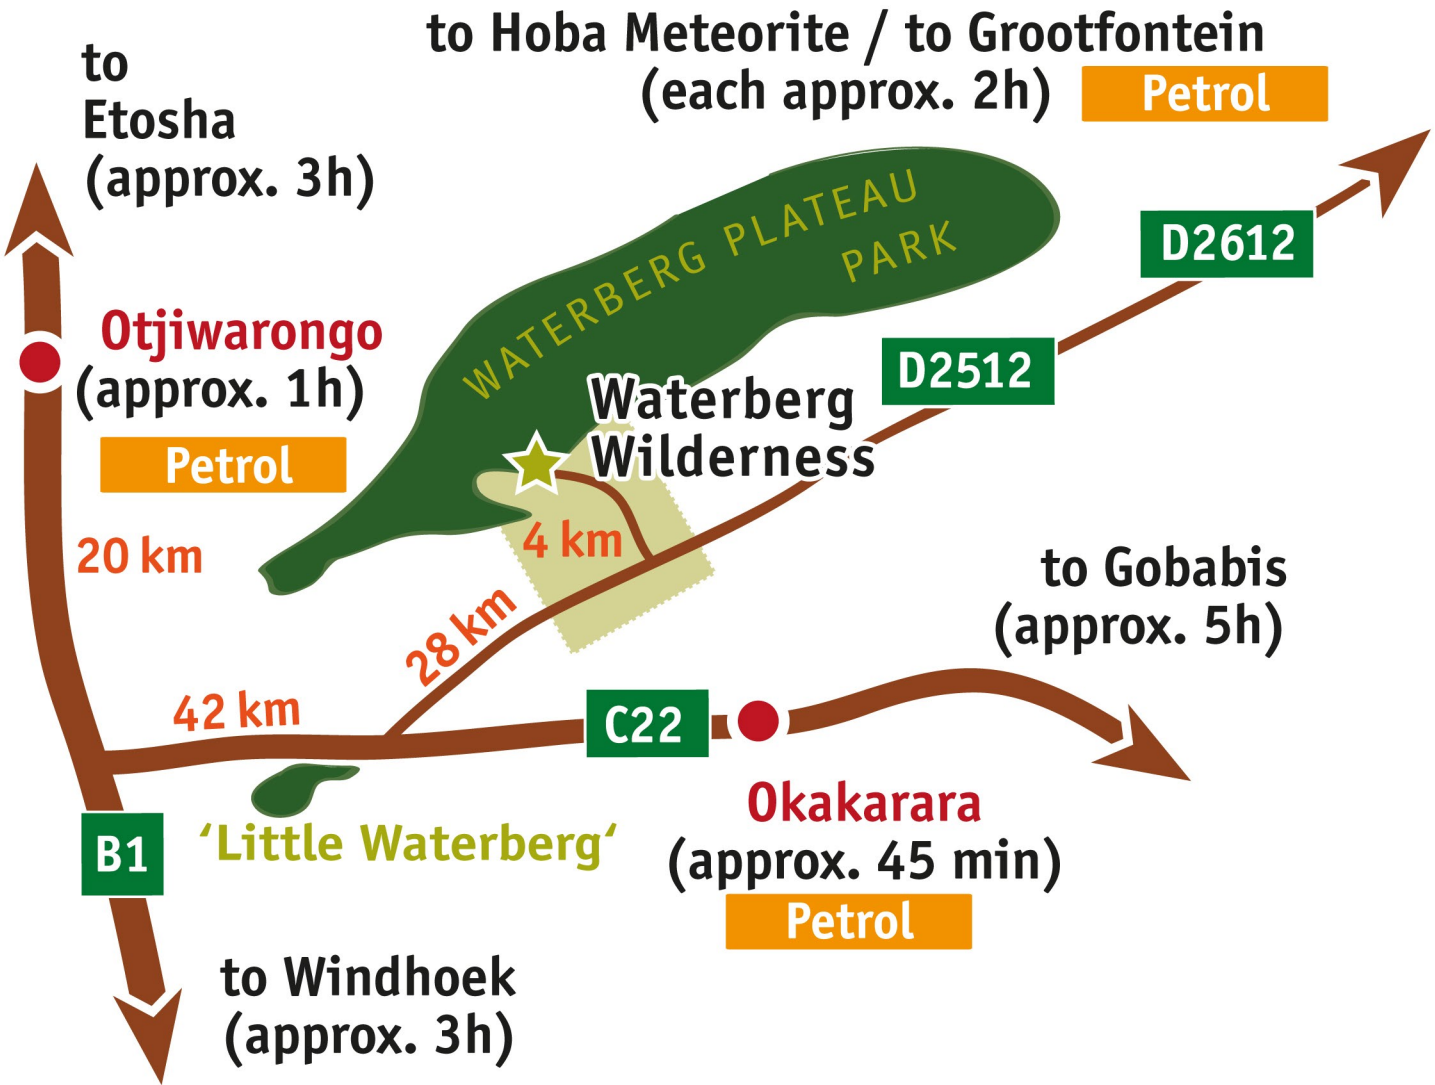 to Hoba Meteorite / to Grootfontein
(each approx. 2h)
Petrol
to
Etosha
(approx. 3h)
WATERBERG PLATEAU
PARK
D2612
Otjiwarongo
(approx. 1h)
Petrol
D2512
Waterberg
Wilderness
20 km
4 km
28 km
to Gobabis
(approx. 5h)
42 km
C22
Okakarara
(approx. 45 min)
Petrol
B1
‘Little Waterberg‘
to Windhoek
(approx. 3h)